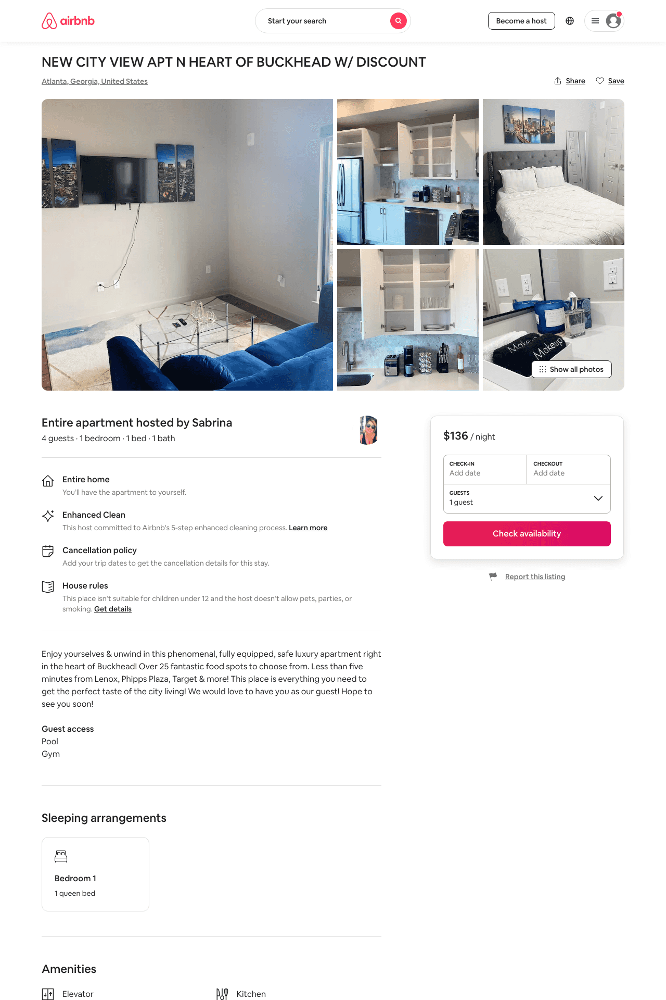 airbnb
Start your search
Become a host
NEW CITY VIEW APT N HEART OF BUCKHEAD W/ DISCOUNT
Atlanta, Georgia, United States
Share
Save
Makeup
Makeup
Show all photos
Entire apartment hosted by Sabrina
4 guests · 1 bedroom · 1 bed · 1 bath
Entire home
You’ll have the apartment to yourself.
Enhanced Clean
This host committed to Airbnb's 5-step enhanced cleaning process. Learn more
Cancellation policy
Add your trip dates to get the cancellation details for this stay.
House rules
This place isn’t suitable for children under 12 and the host doesn’t allow pets, parties, or
smoking. Get details
$136 / night
CHECK-IN
Add date
CHECKOUT
Add date
GUESTS
1 guest
Check availability
Report this listing
Enjoy yourselves & unwind in this phenomenal, fully equipped, safe luxury apartment right
in the heart of Buckhead! Over 25 fantastic food spots to choose from. Less than five
minutes from Lenox, Phipps Plaza, Target & more! This place is everything you need to
get the perfect taste of the city living! We would love to have you as our guest! Hope to
see you soon!
Guest access
Pool
Gym
Sleeping arrangements
Bedroom 1
1 queen bed
Amenities
Elevator
Kitchen